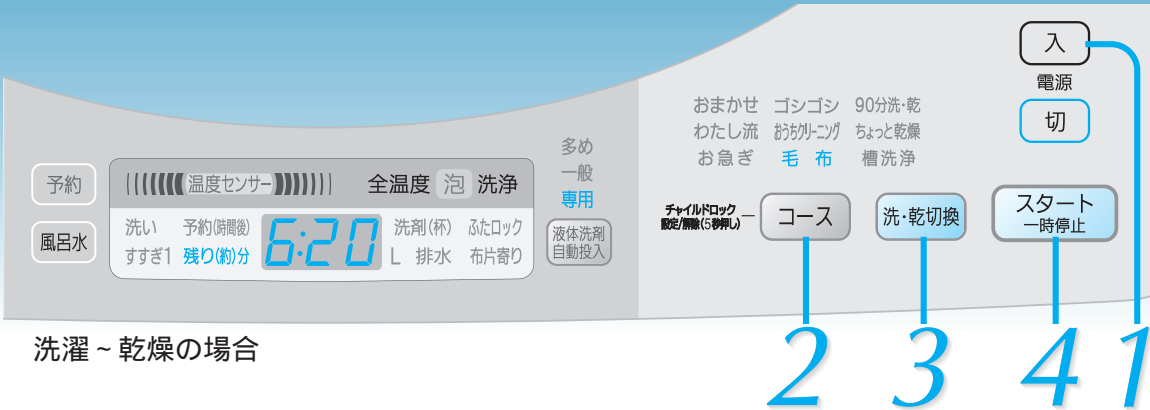 入
電源
切
おまかせ ゴシゴシ 90分洗・乾
わたし流 おうちクリーニング ちょっと乾燥
お急ぎ 毛布 槽洗浄
多め
一般
専用
予約
温度センサー 全温度 泡 洗浄
チャイルドロック
設定/解除(5秒押し)
コース
洗・乾切換
スタート
一時停止
風呂水
洗い 予約(時間後) 6:20 洗剤(杯) ふたロック
すすぎ1 残り(約)分 L 排水 布片寄り
液体洗剤
自動投入
洗濯~乾燥の場合
2 3 4 1